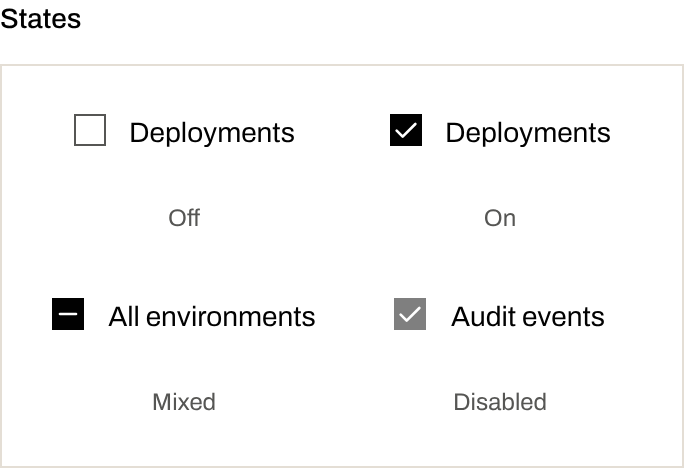 States
Deployments
Deployments
Off
On
All environments
Audit events
Mixed
Disabled